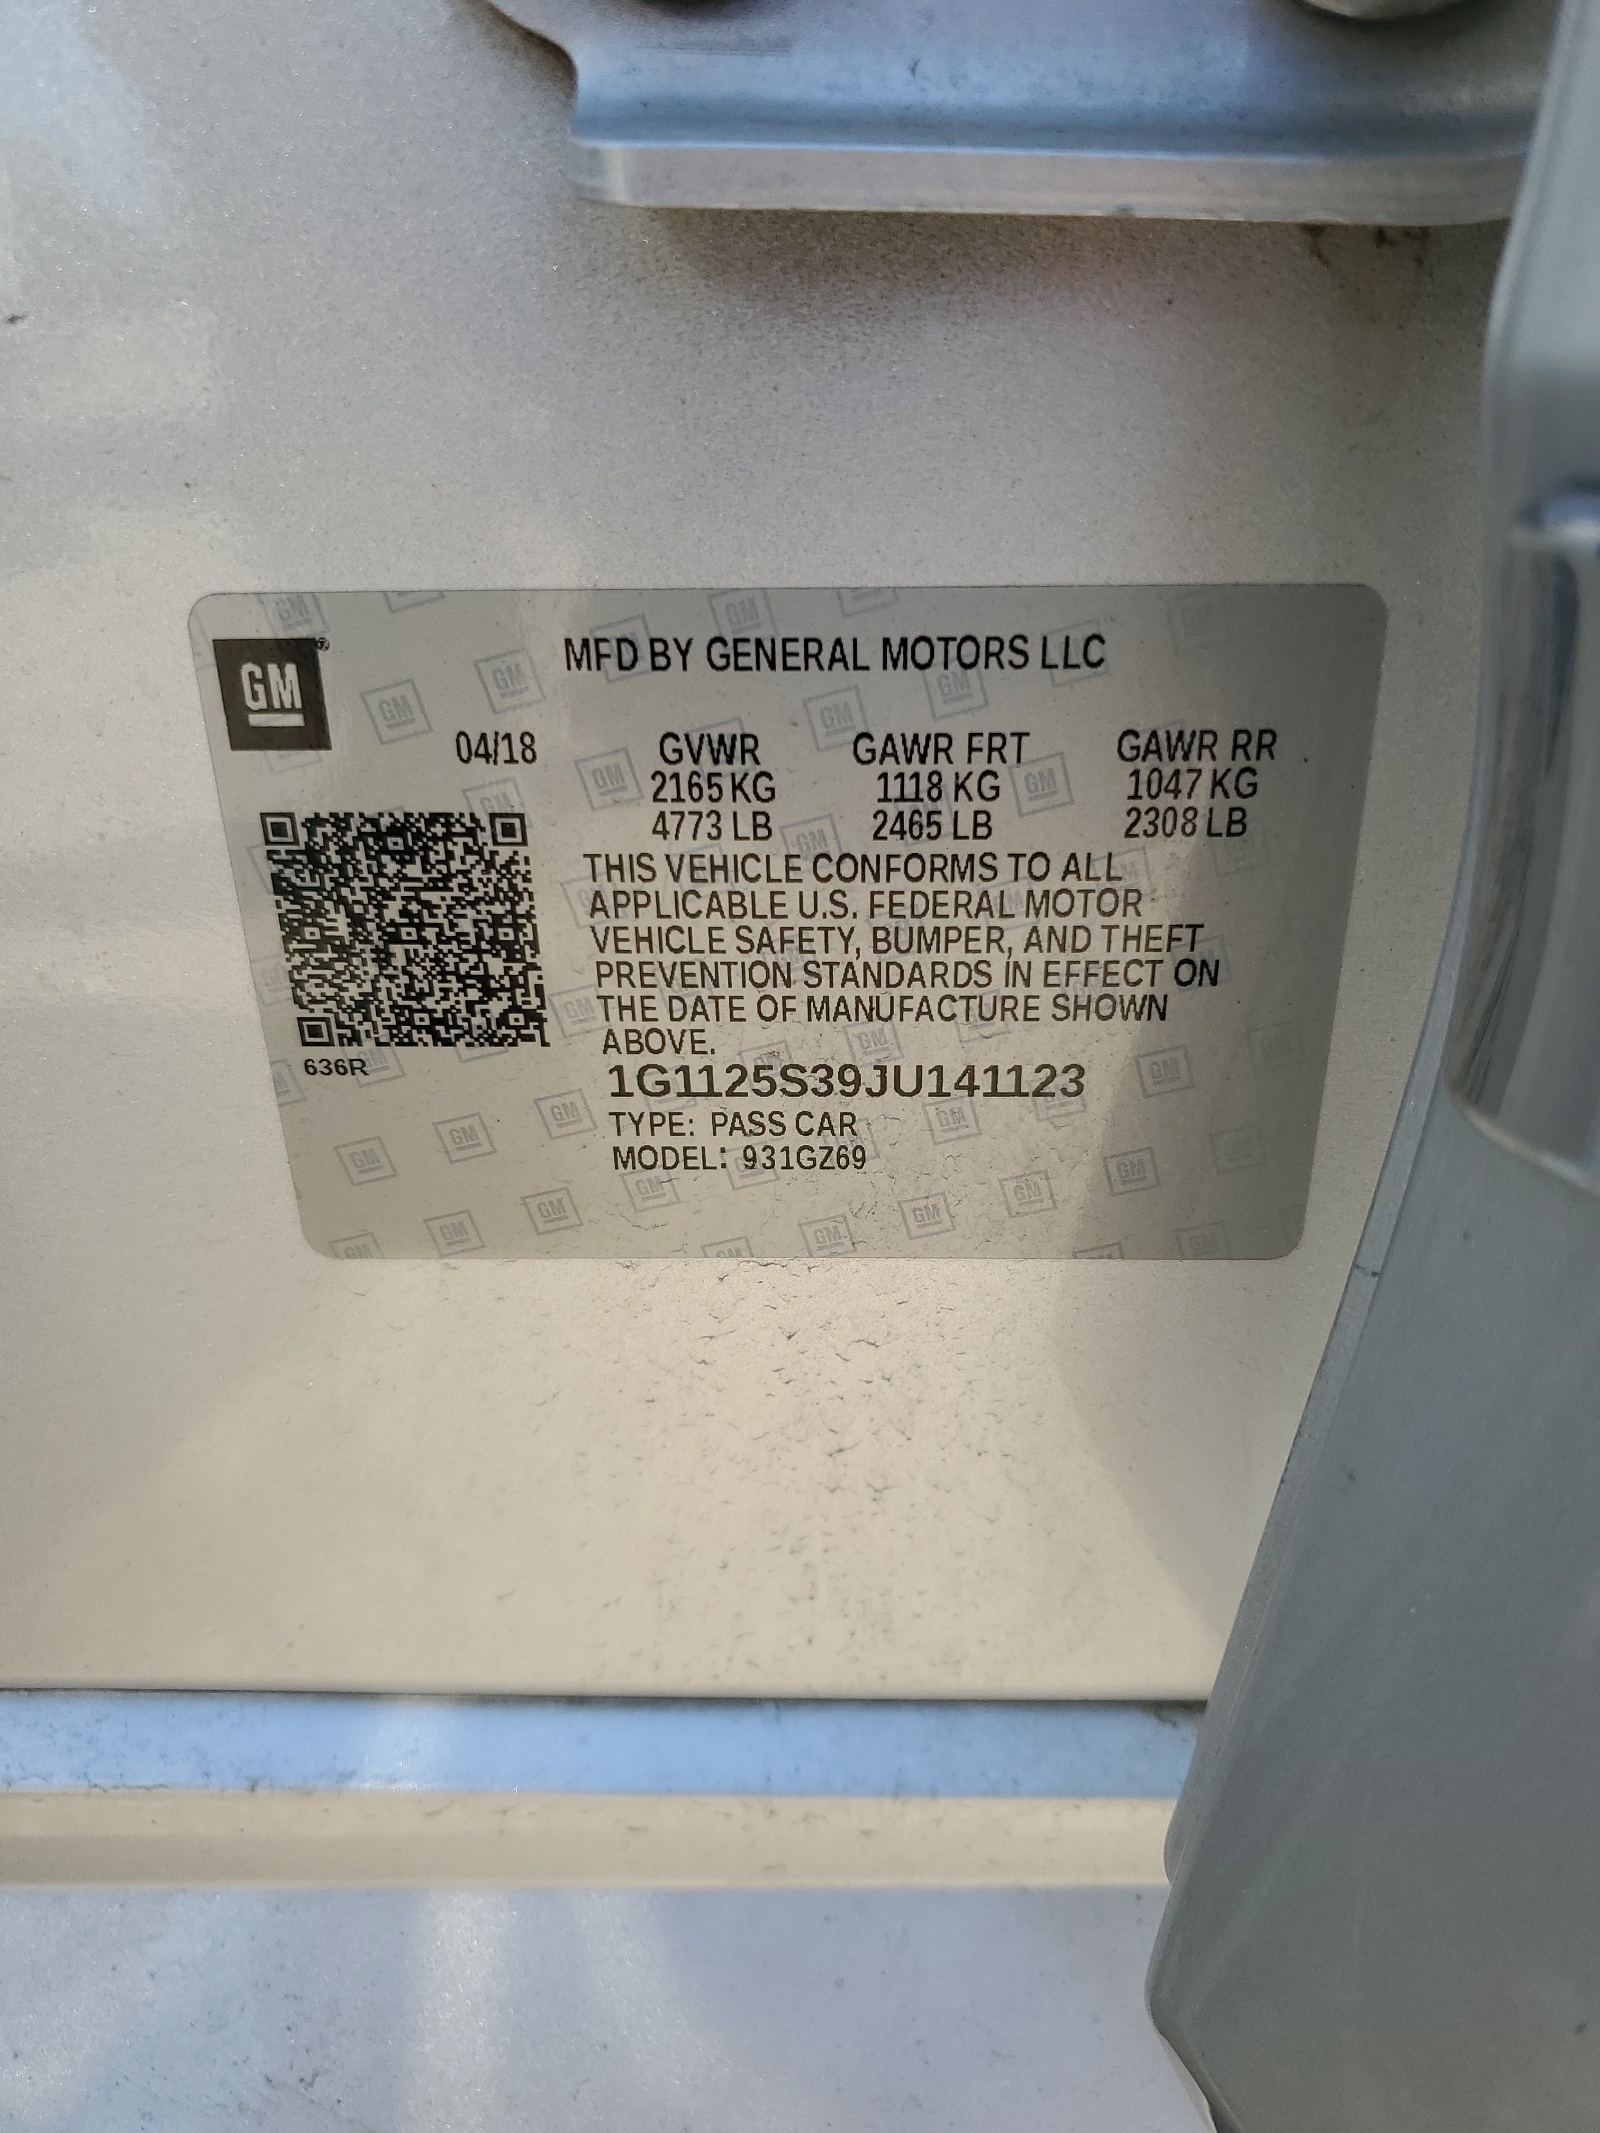 GM
MFD BY GENERAL MOTORS LLC
04/18 GVWR GAWR FRT GAWR RR
2165 KG 1118 KG 1047 KG
4773 LB 2465 LB 2308 LB
THIS VEHICLE CONFORMS TO ALL
APPLICABLE U.S. FEDERAL MOTOR
VEHICLE SAFETY, BUMPER, AND THEFT
PREVENTION STANDARDS IN EFFECT ON
THE DATE OF MANUFACTURE SHOWN
ABOVE.
636R
1G1125S39JU141123
TYPE: PASS CAR
MODEL: 931GZ69